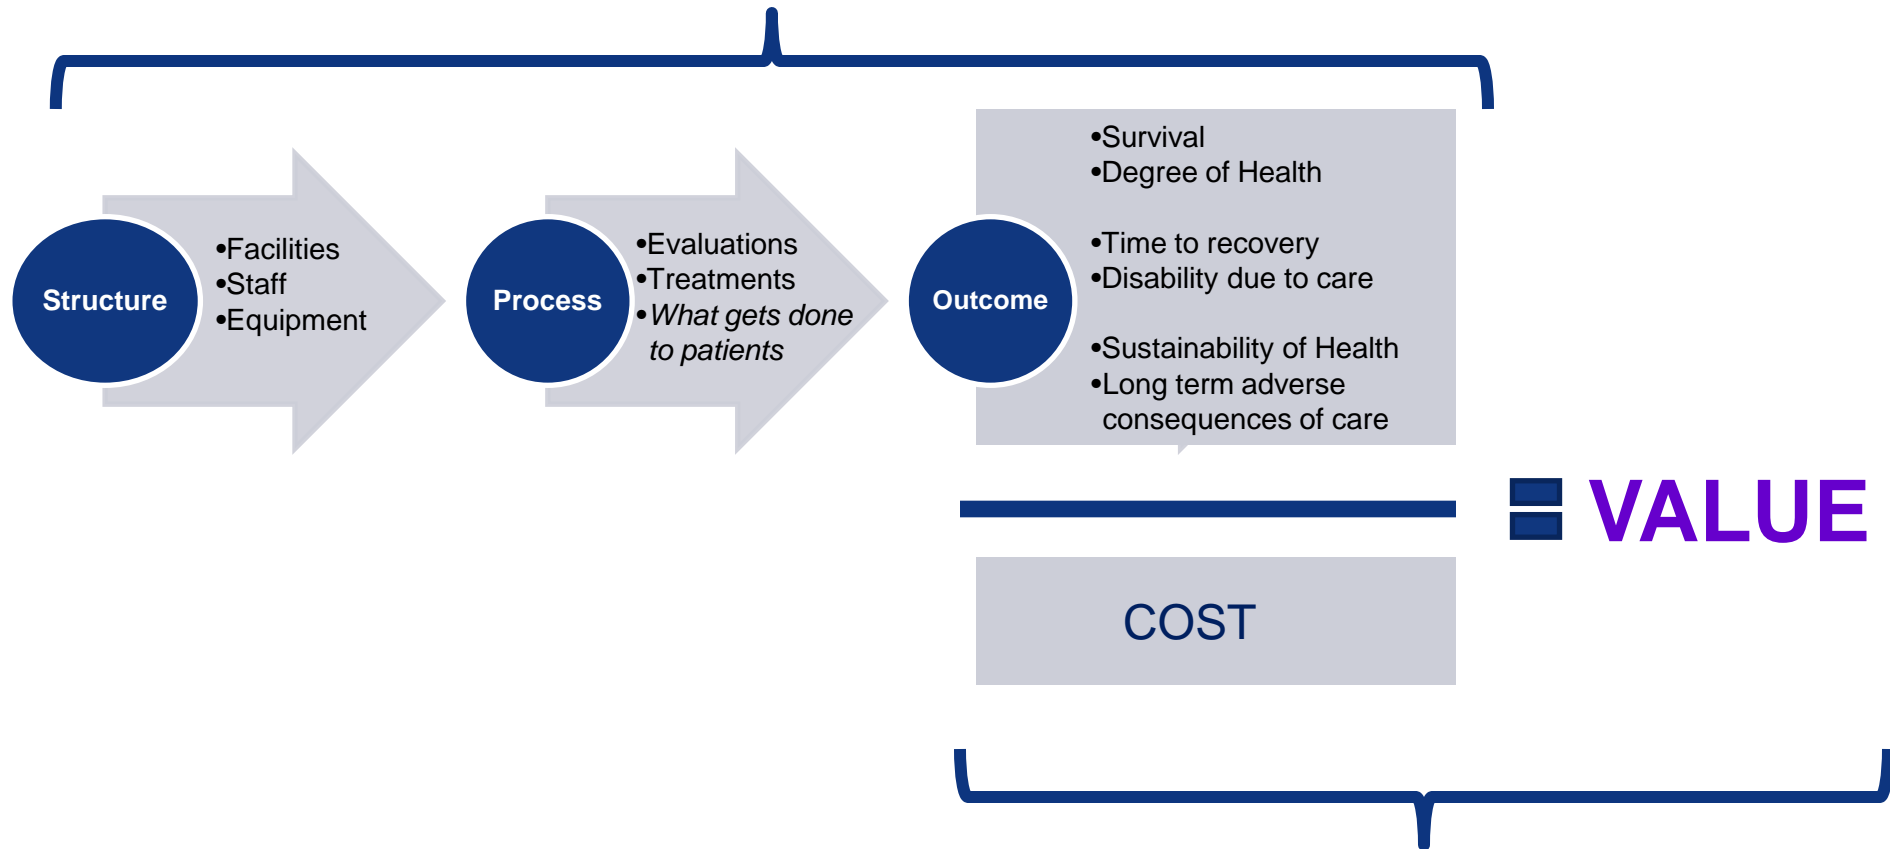 Structure
•Facilities
•Staff
•Equipment
Process
•Evaluations
•Treatments
•What gets done
to patients
Outcome
•Survival
•Degree of Health
•Time to recovery
•Disability due to care
•Sustainability of Health
•Long term adverse
consequences of care
= VALUE
COST